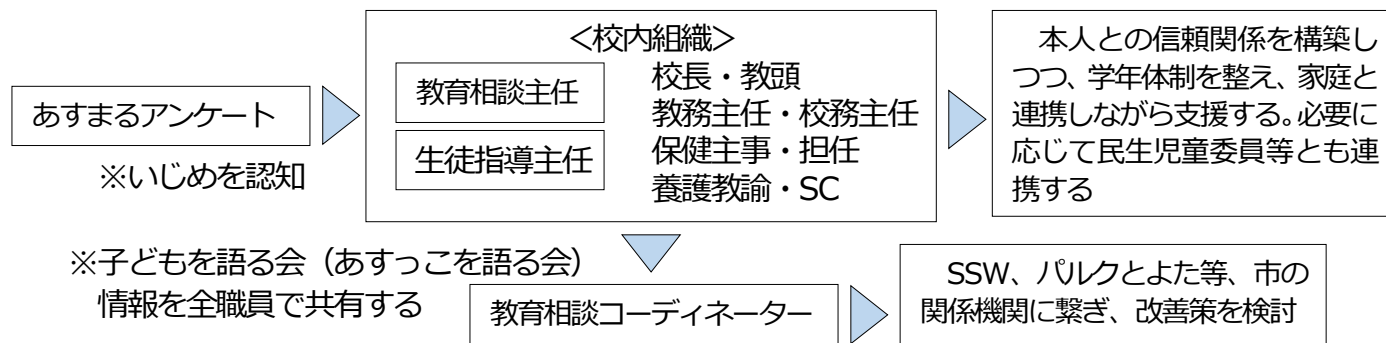 あすまるアンケート
※いじめを認知
<校内組織>
教育相談主任
生徒指導主任
校長・教頭
教務主任・校務主任
保健主事・担任
養護教諭・SC
本人との信頼関係を構築し
つつ、学年体制を整え、家庭と
連携しながら支援する。必要に
応じて民生児童委員等とも連
携する
※子どもを語る会（あすっこを語る会）
情報を全職員で共有する
教育相談コーディネーター
SSW、パルクとよた等、市の
関係機関に繋ぎ、改善策を検討